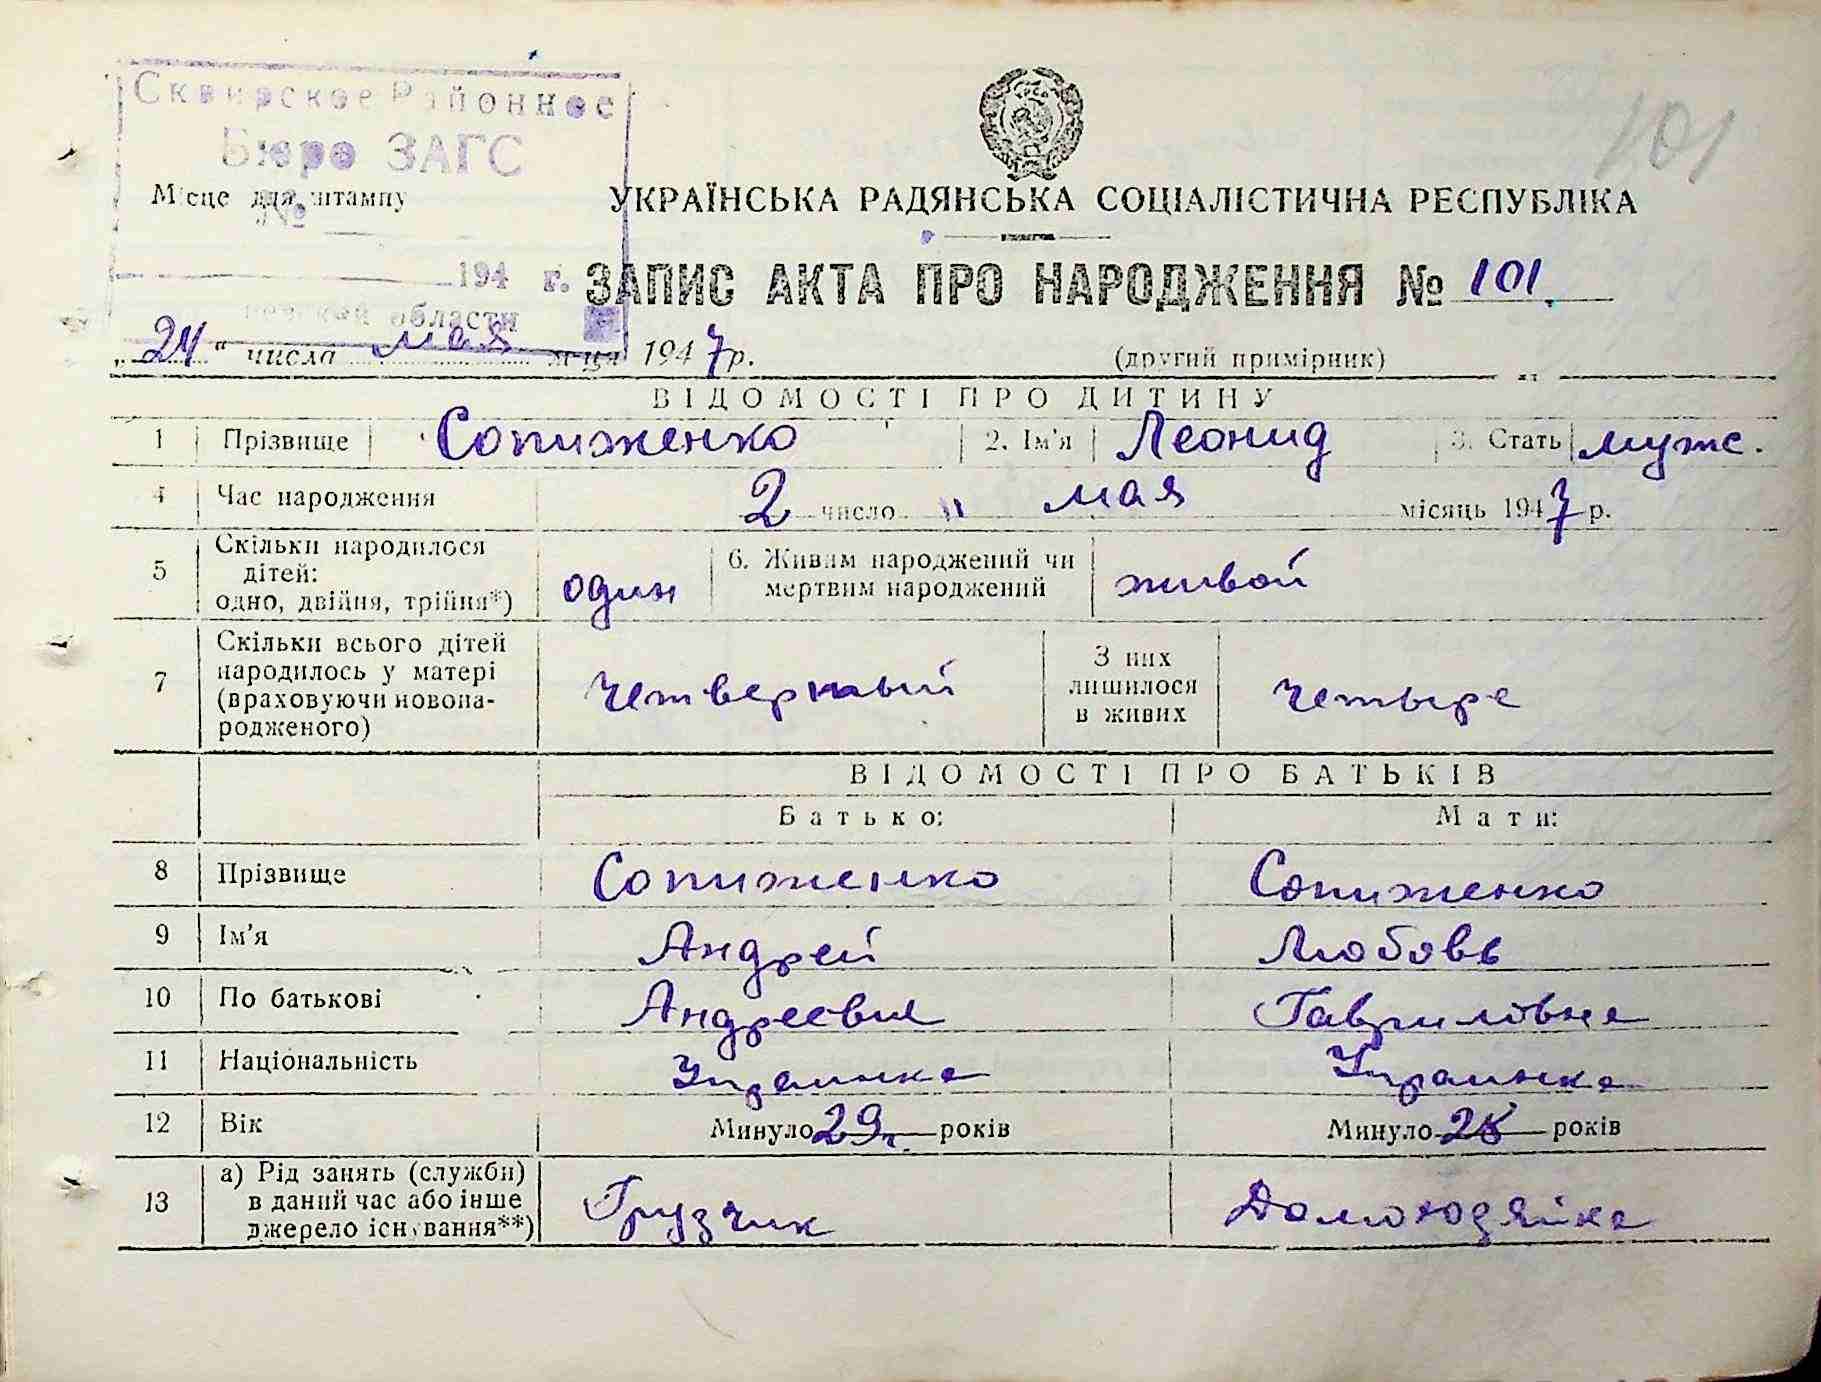 Сквирское Районное
101
Бюро ЗАГС
Місце для штампу
№
УКРАЇНСЬКА РАДЯНСЬКА СОЦІАЛІСТИЧНА РЕСПУБЛІКА
194 г.
ЗАПИС АКТА ПРО НАРОДЖЕННЯ № 101.
области
„24" числа мая м-ця 1947 р.
(другий примірник)
ВІДОМОСТІ ПРО ДИТИНУ
1 Прізвище Сопиженко 2. Ім'я Леонид 3. Стать муж.
4 Час народження 2 число " мая місяць 1947 р.
5 Скільки народилося дітей: одно, двійня, трійня*) один 6. Живим народжений чи мертвим народжений живой
7 Скільки всього дітей народилось у матері (враховуючи новонародженого) четверный З них лишилося в живих четыре
ВІДОМОСТІ ПРО БАТЬКІВ
Батько: Мати:
8 Прізвище Сопиженко Сопиженко
9 Ім'я Андрей Любовь
10 По батькові Андреевич Гавриловна
11 Національність Украинка Украинка
12 Вік Минуло 29 років Минуло 28 років
13 а) Рід занять (служби) в даний час або інше джерело існування**) Грузчик Домохозяйка